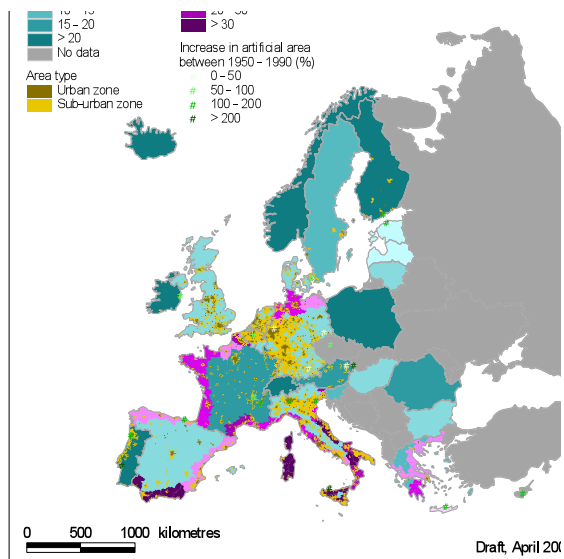 15 – 20
> 20
No data
Area type
Urban zone
Sub-urban zone
> 30
Increase in artificial area
between 1950 - 1990 (%)
# 0 – 50
# 50 – 100
# 100 – 200
# > 200
0 500 1000 kilometres
Draft, April 200